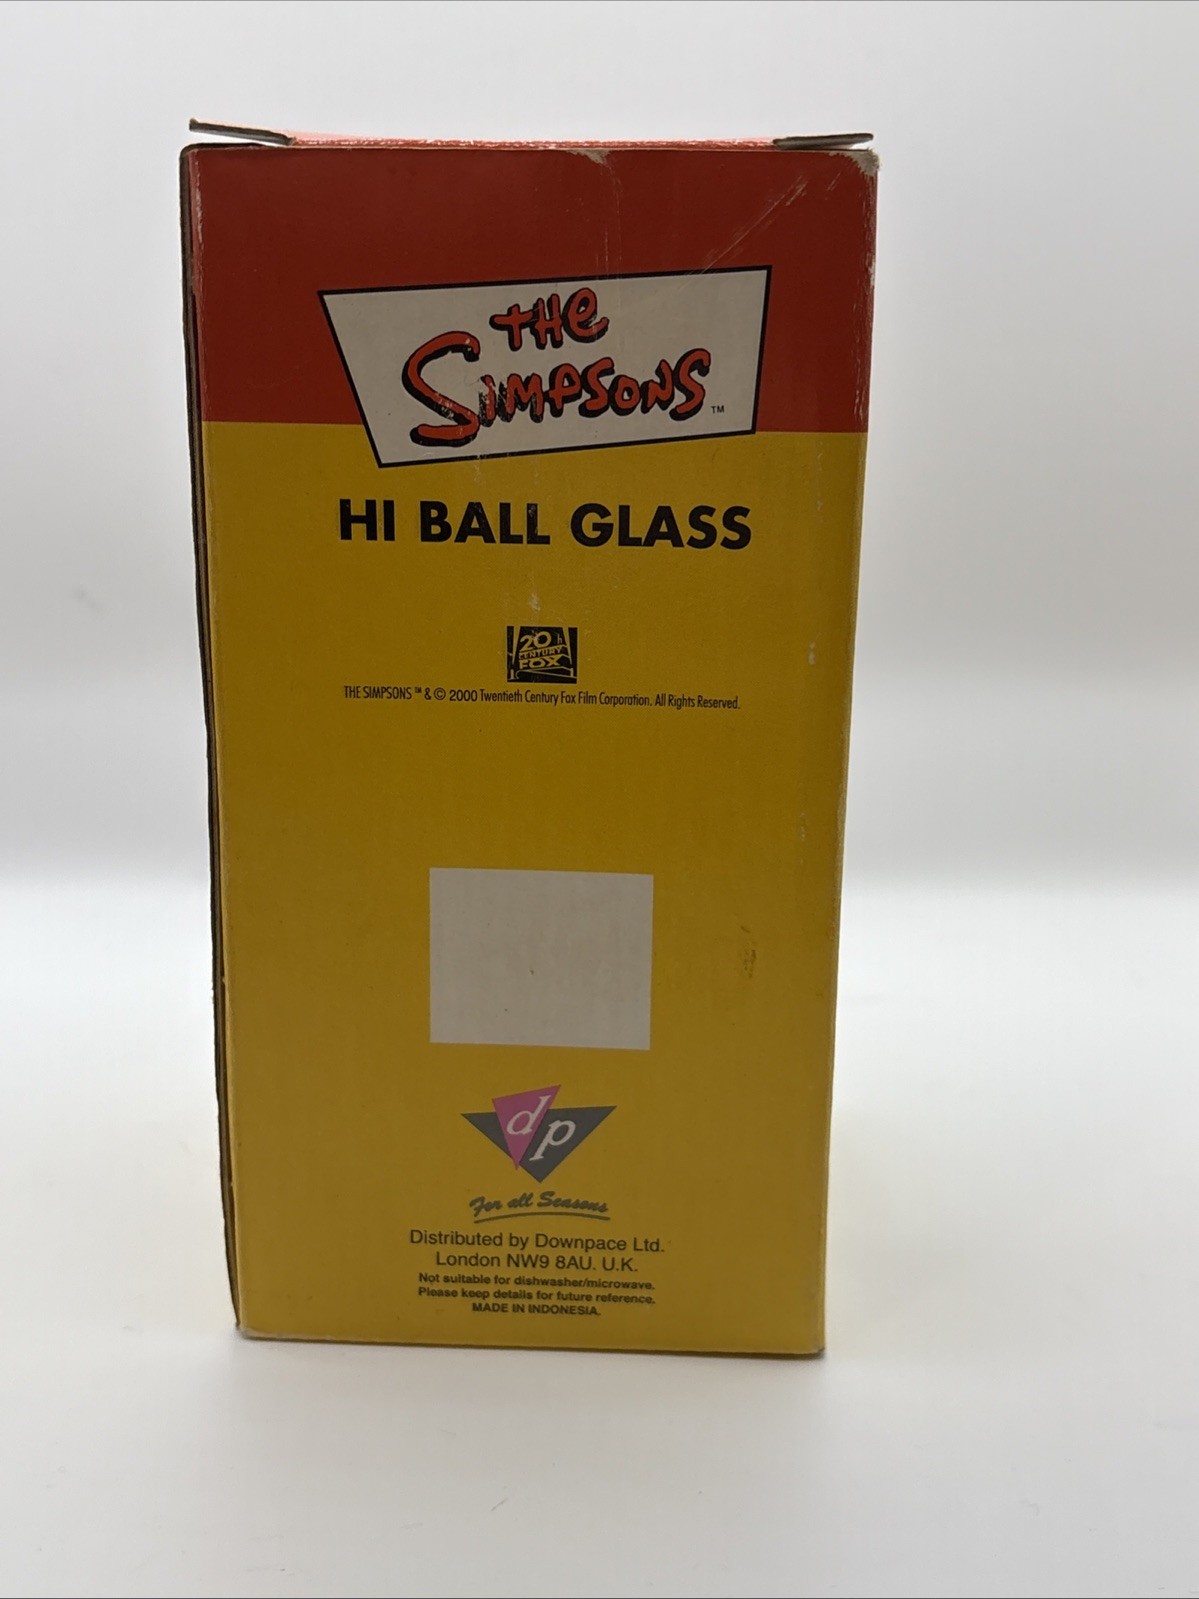 THE
SIMPSONS TM
HI BALL GLASS
20th
CENTURY
FOX
THE SIMPSONS ™ & © 2000 Twentieth Century Fox Film Corporation. All Rights Reserved.
dp
For all Seasons
Distributed by Downpace Ltd.
London NW9 8AU. U.K.
Not suitable for dishwasher/microwave.
Please keep details for future reference.
MADE IN INDONESIA.